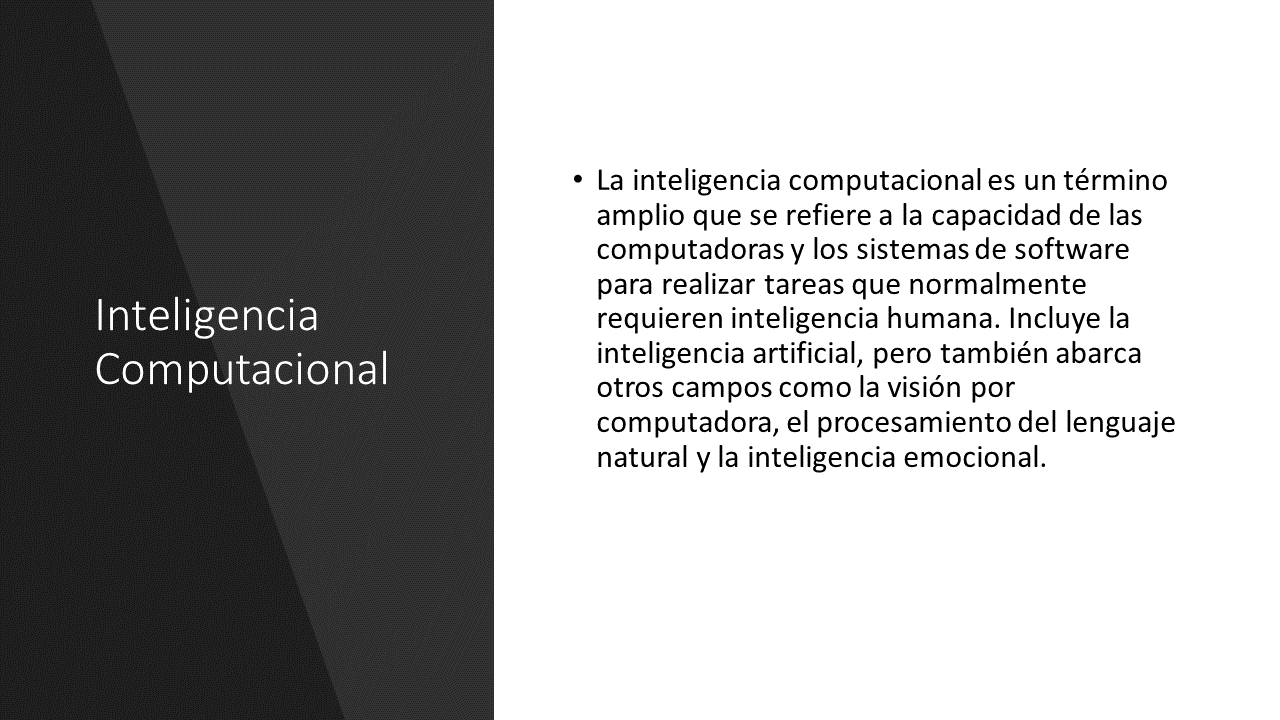 Inteligencia
Computacional
• La inteligencia computacional es un término
amplio que se refiere a la capacidad de las
computadoras y los sistemas de software
para realizar tareas que normalmente
requieren inteligencia humana. Incluye la
inteligencia artificial, pero también abarca
otros campos como la visión por
computadora, el procesamiento del lenguaje
natural y la inteligencia emocional.